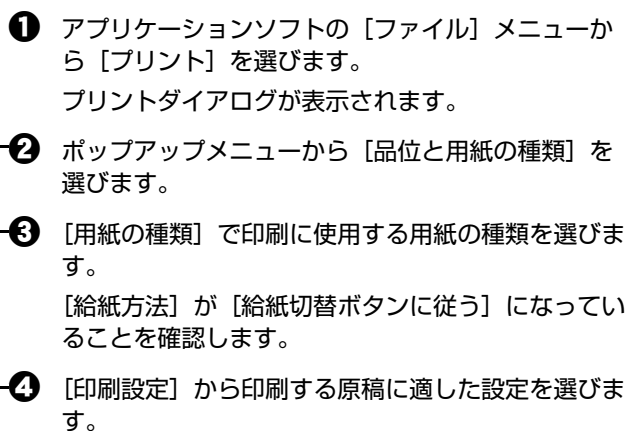 ❶ アプリケーションソフトの［ファイル］メニューか
ら［プリント］を選びます。
プリントダイアログが表示されます。
❷ ポップアップメニューから［品位と用紙の種類］を
選びます。
❸ ［用紙の種類］で印刷に使用する用紙の種類を選びま
す。
［給紙方法］が［給紙切替ボタンに従う］になってい
ることを確認します。
❹ ［印刷設定］から印刷する原稿に適した設定を選びま
す。